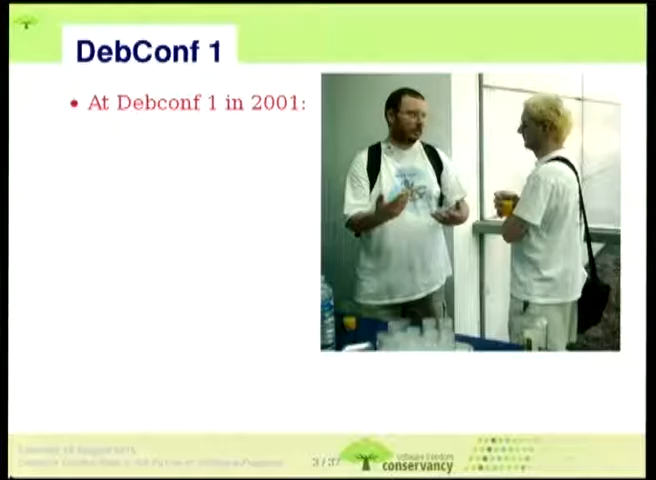 DebConf 1
• At Debconf 1 in 2001:
3 / 37
software freedom
conservancy